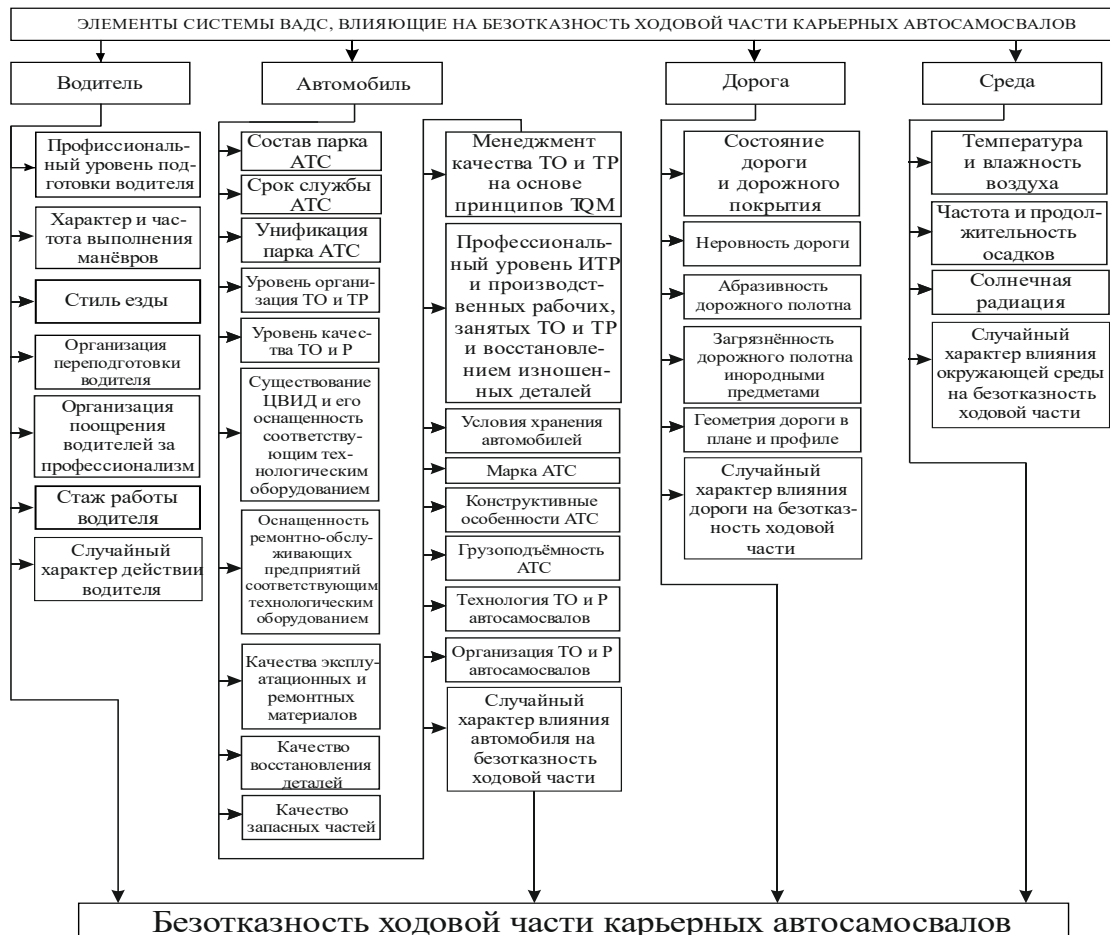 ЭЛЕМЕНТЫ СИСТЕМЫ ВАДС, ВЛИЯЮЩИЕ НА БЕЗОТКАЗНОСТЬ ХОДОВОЙ ЧАСТИ КАРЬЕРНЫХ АВТОСАМОСВАЛОВ
Водитель
Профиссиональ-
ный уровень под-
готовки водителя
Характер и час-
тота выполнения
манёвров
Стиль езды
Организация
переподготовки
водителя
Организация
поощрения
водителей за
профессионализм
Стаж работы
водителя
Случайный
характер действии
водителя
Автомобиль
Состав парка
АТС
Срок службы
АТС
Унификация
парка АТС
Уровень органи-
зация ТО и ТР
Уровень качес-
тва ТО и Р
Существование
ЦВИД и его
оснащенность
соответству-
ющим тех-
нологическим
оборудованием
Оснащенность
ремонтно-обслу-
живающих
предприятий
соответствующим
технологическим
оборудованием
Качества эксплу-
атационных и
ремонтных
материалов
Качество
восстановления
деталей
Качество
запасных частей
Менеджмент
качества ТО и ТР
на основе
принципов TQM
Профессиональ-
ный уровень ИТР
и производст-
венных рабочих,
занятых ТО и ТР
и восстановле-
нием изношен-
ных деталей
Условия хранения
автомобилей
Марка АТС
Конструктивные
особенности АТС
Грузоподъёмность
АТС
Технология ТО и Р
автосамосвалов
Организация ТО и Р
автосамосвалов
Случайный
характер влияния
автомобиля на
безотказность
ходовой части
Дорога
Состояние
дороги
и дорожного
покрытия
Неровность дороги
Абразивность
дорожного полотна
Загрязнённость
дорожного полотна
инородными
предметами
Геометрия дороги в
плане и профиле
Случайный
характер влияния
дороги на безотказ-
ность ходовой
части
Среда
Температура
и влажность
воздуха
Частота и продол-
жительность
осадков
Солнечная
радиация
Случайный
характер влияния
окружающей среды
на безотказность
ходовой части
Безотказность ходовой части карьерных автосамосвалов